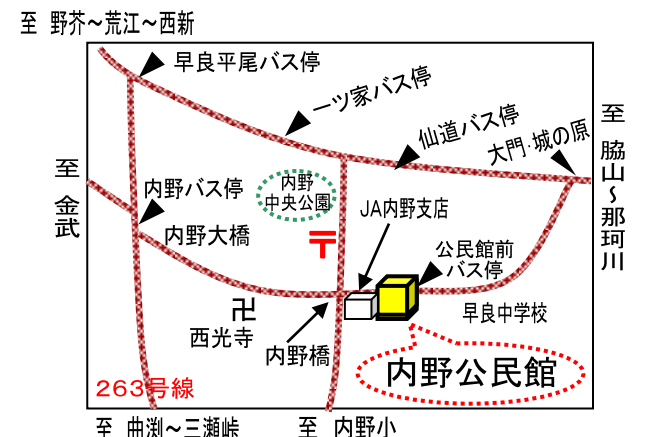 至 野芥～荒江～西新
早良平尾バス停
一ツ家バス停
仙道バス停
大門・城の原
至 脇山～那珂川
至 金武
内野バス停
内野
中央公園
内野大橋
〒
JA内野支店
公民館前
バス停
卍
西光寺
内野橋
早良中学校
内野公民館
263号線
至 曲渕～三瀬峠
至 内野小